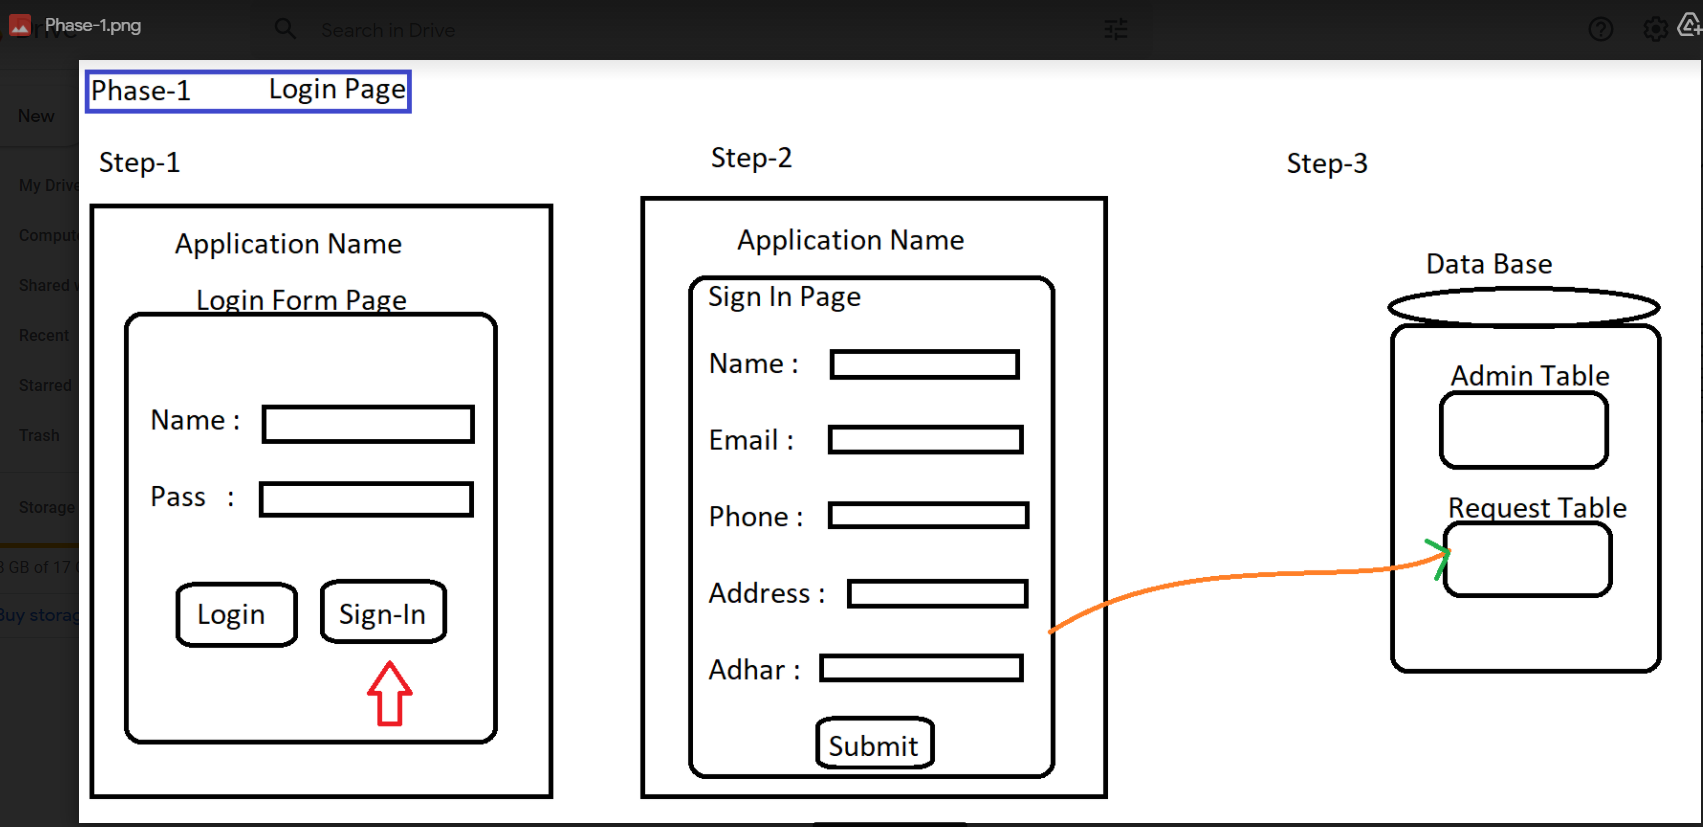 Phase-1.png
Drive
Search in Drive
New
My Drive
Comput
Shared w
Recent
Starred
Trash
Storage
GB of 17
Buy storag
Phase-1 Login Page
Step-1
Application Name
Login Form Page
Name :
Pass :
Login
Sign-In
Step-2
Application Name
Sign In Page
Name :
Email :
Phone :
Address :
Adhar :
Submit
Step-3
Data Base
Admin Table
Request Table